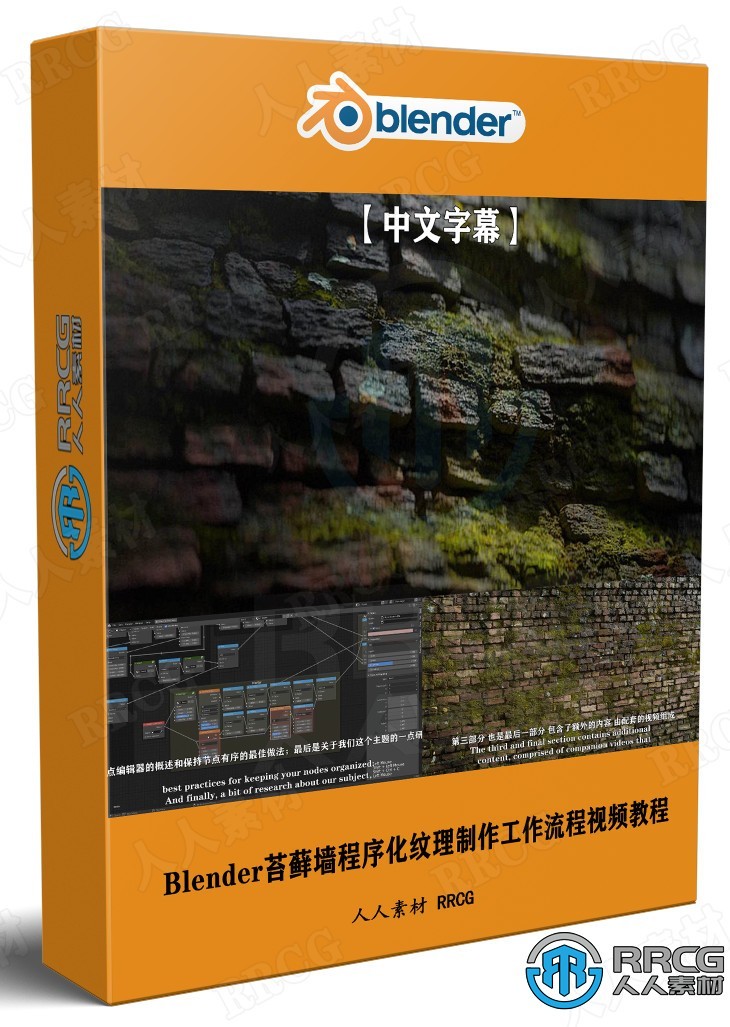 blender™
【中文字幕】
RRCG
人人素材
点编辑器的概述和保持节点有序的最佳做法；最后是关于我们这个主题的一点研
best practices for keeping your nodes organized;
And finally, a bit of research about our subject.
第三部分 也是最后一部分 包含了额外的内容 由配套的视频组成
The third and final section contains additional
content, comprised of companion videos that
Blender苔藓墙程序化纹理制作工作流程视频教程
人人素材 RRCG
RRCG
人人素材